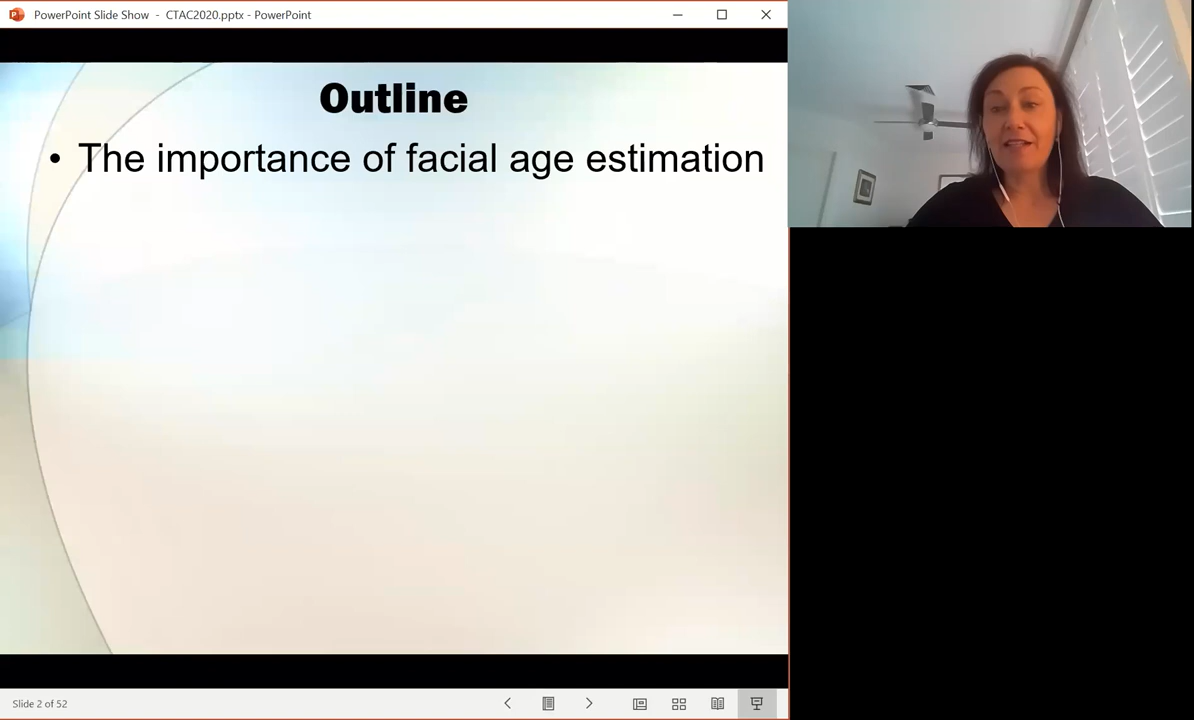 PowerPoint Slide Show - CTAC2020.pptx - PowerPoint
Outline
• The importance of facial age estimation
Slide 2 of 52